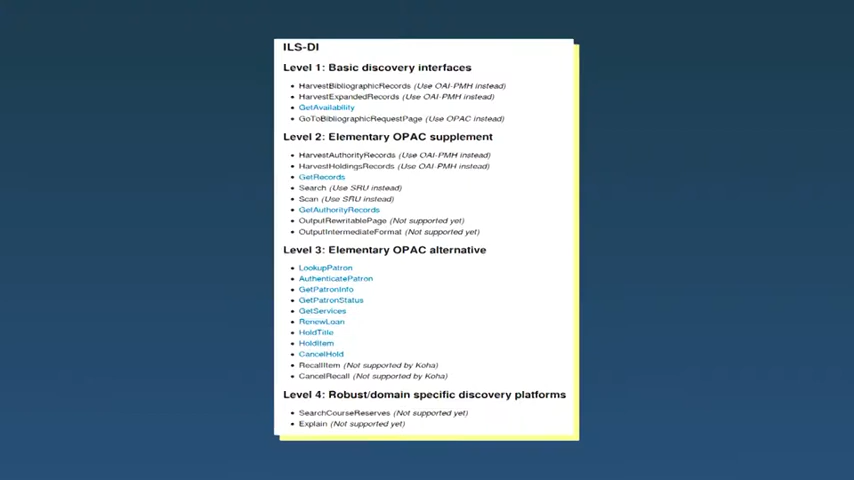 ILS-DI
Level 1: Basic discovery interfaces
• HarvestBibliographicRecords (Use OAI-PMH instead)
• HarvestExpandedRecords (Use OAI-PMH instead)
• GetAvailability
• GoToBibliographicRequestPage (Use OPAC instead)
Level 2: Elementary OPAC supplement
• HarvestAuthorityRecords (Use OAI-PMH instead)
• HarvestHoldingsRecords (Use OAI-PMH instead)
• GetRecords
• Search (Use SRU instead)
• Scan (Use SRU instead)
• GetAuthorityRecords
• OutputRewritablePage (Not supported yet)
• OutputIntermediateFormat (Not supported yet)
Level 3: Elementary OPAC alternative
• LookupPatron
• AuthenticatePatron
• GetPatronInfo
• GetPatronStatus
• GetServices
• RenewLoan
• HoldTitle
• HoldItem
• CancelHold
• RecallItem (Not supported by Koha)
• CancelRecall (Not supported by Koha)
Level 4: Robust/domain specific discovery platforms
• SearchCourseReserves (Not supported yet)
• Explain (Not supported yet)